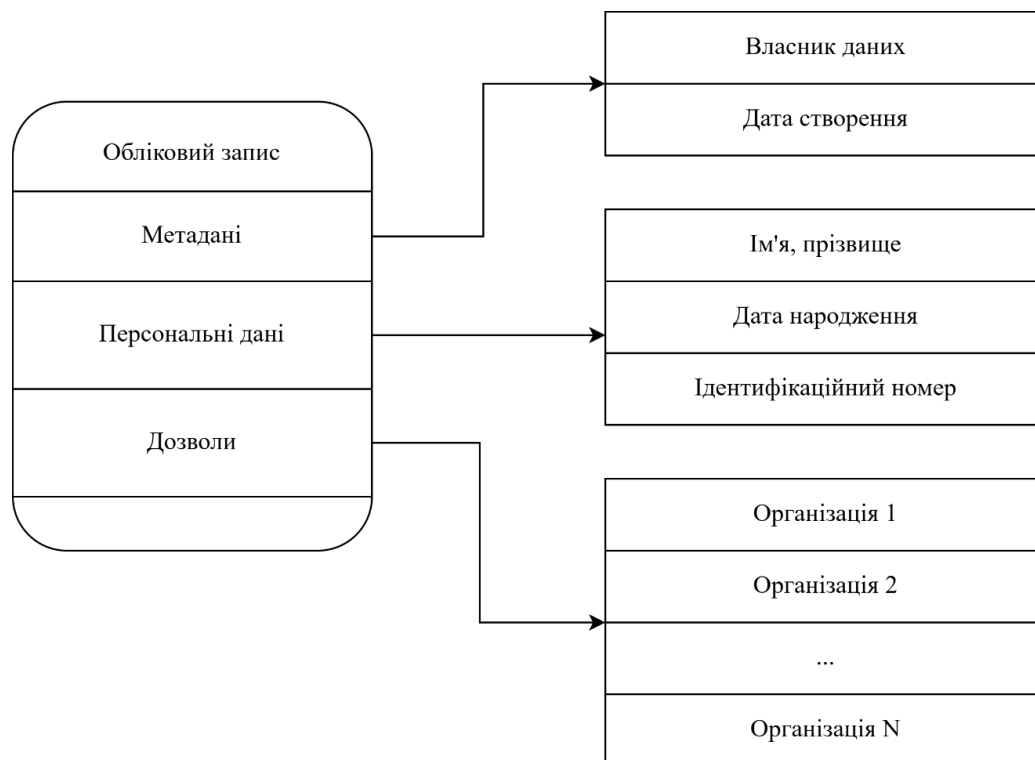 Обліковий запис
Метадані
Персональні дані
Дозволи
Власник даних
Дата створення
Ім'я, прізвище
Дата народження
Ідентифікаційний номер
Організація 1
Організація 2
...
Організація N